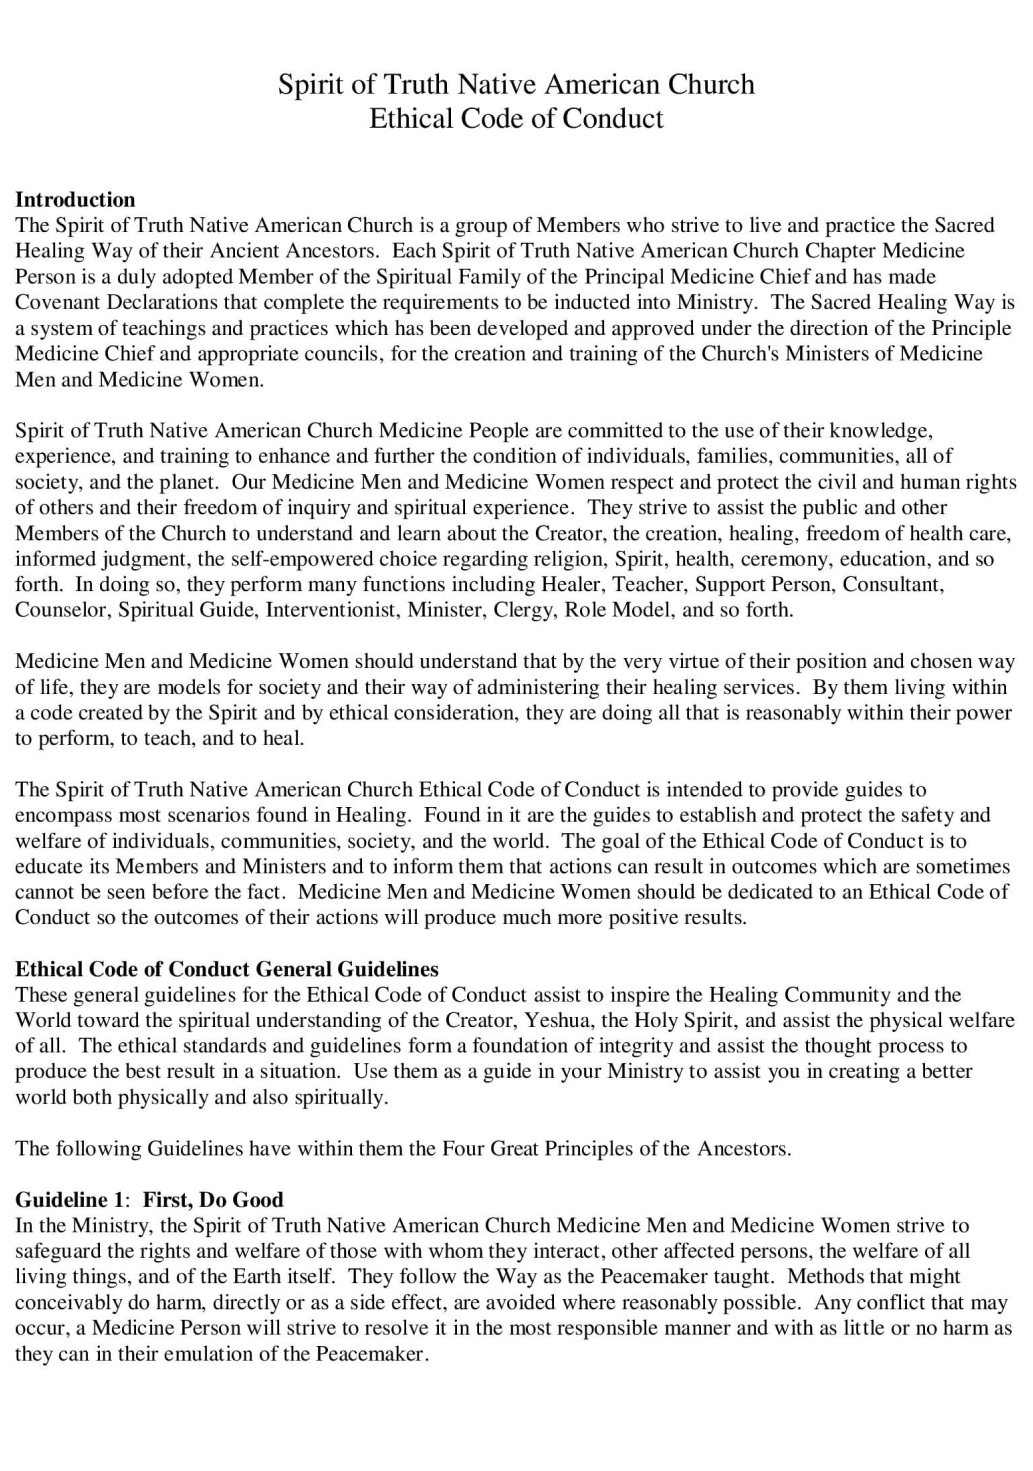 Spirit of Truth Native American Church
Ethical Code of Conduct
Introduction
The Spirit of Truth Native American Church is a group of Members who strive to live and practice the Sacred
Healing Way of their Ancient Ancestors.  Each Spirit of Truth Native American Church Chapter Medicine
Person is a duly adopted Member of the Spiritual Family of the Principal Medicine Chief and has made
Covenant Declarations that complete the requirements to be inducted into Ministry.  The Sacred Healing Way is
a system of teachings and practices which has been developed and approved under the direction of the Principle
Medicine Chief and appropriate councils, for the creation and training of the Church's Ministers of Medicine
Men and Medicine Women.
Spirit of Truth Native American Church Medicine People are committed to the use of their knowledge,
experience, and training to enhance and further the condition of individuals, families, communities, all of
society, and the planet.  Our Medicine Men and Medicine Women respect and protect the civil and human rights
of others and their freedom of inquiry and spiritual experience.  They strive to assist the public and other
Members of the Church to understand and learn about the Creator, the creation, healing, freedom of health care,
informed judgment, the self-empowered choice regarding religion, Spirit, health, ceremony, education, and so
forth.  In doing so, they perform many functions including Healer, Teacher, Support Person, Consultant,
Counselor, Spiritual Guide, Interventionist, Minister, Clergy, Role Model, and so forth.
Medicine Men and Medicine Women should understand that by the very virtue of their position and chosen way
of life, they are models for society and their way of administering their healing services.  By them living within
a code created by the Spirit and by ethical consideration, they are doing all that is reasonably within their power
to perform, to teach, and to heal.
The Spirit of Truth Native American Church Ethical Code of Conduct is intended to provide guides to
encompass most scenarios found in Healing.  Found in it are the guides to establish and protect the safety and
welfare of individuals, communities, society, and the world.  The goal of the Ethical Code of Conduct is to
educate its Members and Ministers and to inform them that actions can result in outcomes which are sometimes
cannot be seen before the fact.  Medicine Men and Medicine Women should be dedicated to an Ethical Code of
Conduct so the outcomes of their actions will produce much more positive results.
Ethical Code of Conduct General Guidelines
These general guidelines for the Ethical Code of Conduct assist to inspire the Healing Community and the
World toward the spiritual understanding of the Creator, Yeshua, the Holy Spirit, and assist the physical welfare
of all.  The ethical standards and guidelines form a foundation of integrity and assist the thought process to
produce the best result in a situation.  Use them as a guide in your Ministry to assist you in creating a better
world both physically and also spiritually.
The following Guidelines have within them the Four Great Principles of the Ancestors.
Guideline 1:  First, Do Good
In the Ministry, the Spirit of Truth Native American Church Medicine Men and Medicine Women strive to
safeguard the rights and welfare of those with whom they interact, other affected persons, the welfare of all
living things, and of the Earth itself.  They follow the Way as the Peacemaker taught.  Methods that might
conceivably do harm, directly or as a side effect, are avoided where reasonably possible.  Any conflict that may
occur, a Medicine Person will strive to resolve it in the most responsible manner and with as little or no harm as
they can in their emulation of the Peacemaker.